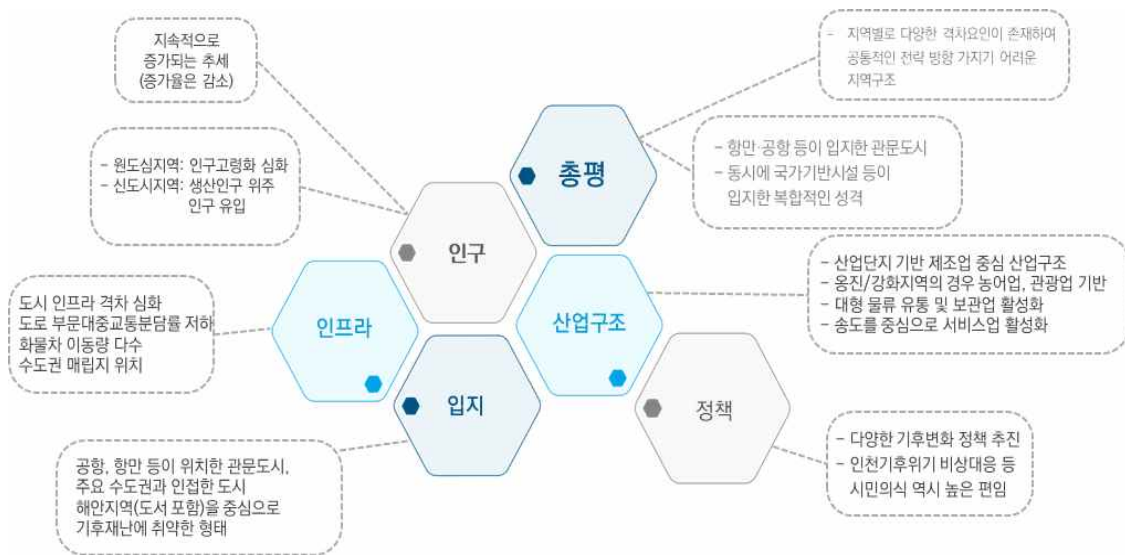 지속적으로
증가되는 추세
(증가율은 감소)
- 지역별로 다양한 격차요인이 존재하여
공통적인 전략 방향 가지기 어려운
지역구조
총평
- 항만·공항 등이 입지한 관문도시
- 동시에 국가기반시설 등이
입지한 복합적인 성격
- 원도심지역: 인구고령화 심화
- 신도시지역: 생산인구 위주
인구 유입
인구
- 산업단지 기반 제조업 중심 산업구조
- 옹진/강화지역의 경우 농어업, 관광업 기반
- 대형 물류 유통 및 보관업 활성화
- 송도를 중심으로 서비스업 활성화
도시 인프라 격차 심화
도로 부문대중교통분담률 저하
화물차 이동량 다수
수도권 매립지 위치
인프라
산업구조
입지
정책
- 다양한 기후변화 정책 추진
- 인천기후위기 비상대응 등
시민의식 역시 높은 편임
공항, 항만 등이 위치한 관문도시,
주요 수도권과 인접한 도시
해안지역(도서 포함)을 중심으로
기후재난에 취약한 형태